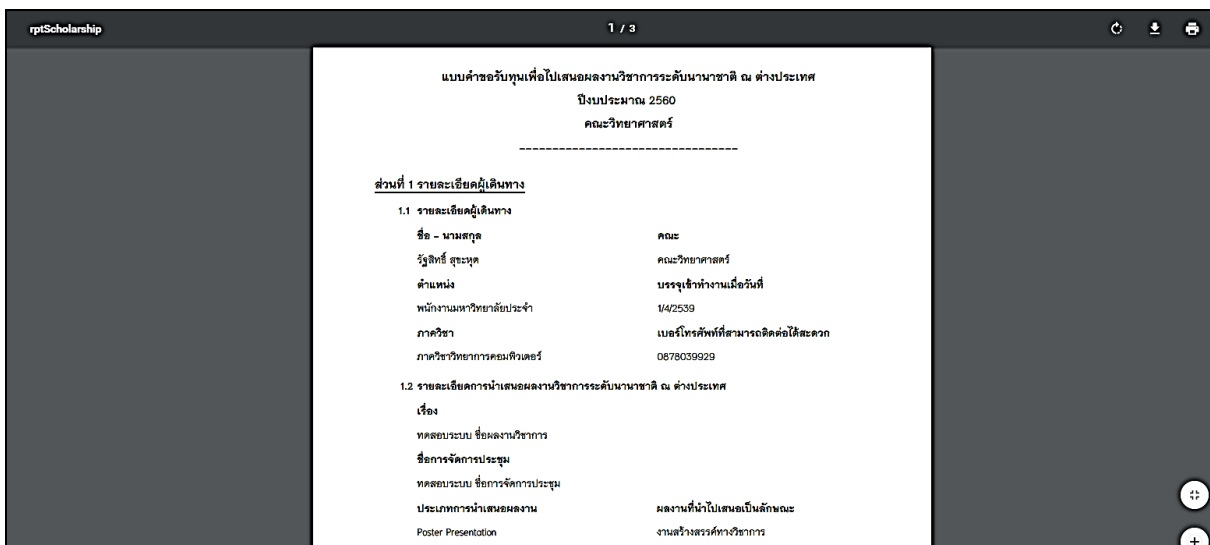 rptScholarship
1 / 3
แบบคำขอรับทุนเพื่อไปเสนอผลงานวิชาการระดับนานาชาติ ณ ต่างประเทศ
ปีงบประมาณ 2560
คณะวิทยาศาสตร์
---------------------------------
ส่วนที่ 1 รายละเอียดผู้เดินทาง
1.1 รายละเอียดผู้เดินทาง
ชื่อ - นามสกุล คณะ
รัฐสิทธิ์ สุขะหุต คณะวิทยาศาสตร์
ตำแหน่ง บรรจุเข้าทำงานเมื่อวันที่
พนักงานมหาวิทยาลัยประจำ 1/4/2539
ภาควิชา เบอร์โทรศัพท์ที่สามารถติดต่อได้สะดวก
ภาควิชาวิทยาการคอมพิวเตอร์ 0878039929
1.2 รายละเอียดการนำเสนอผลงานวิชาการระดับนานาชาติ ณ ต่างประเทศ
เรื่อง
ทดสอบระบบ ชื่อผลงานวิชาการ
ชื่อการจัดการประชุม
ทดสอบระบบ ชื่อการจัดการประชุม
ประเภทการนำเสนอผลงาน ผลงานที่นำไปเสนอเป็นลักษณะ
Poster Presentation งานสร้างสรรค์ทางวิชาการ